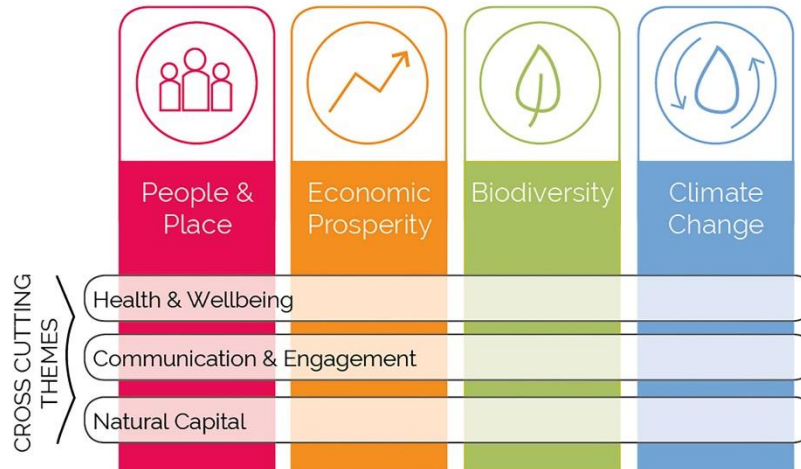 People &
Place
Economic
Prosperity
Biodiversity
Climate
Change
CROSS CUTTING
THEMES
Health & Wellbeing
Communication & Engagement
Natural Capital